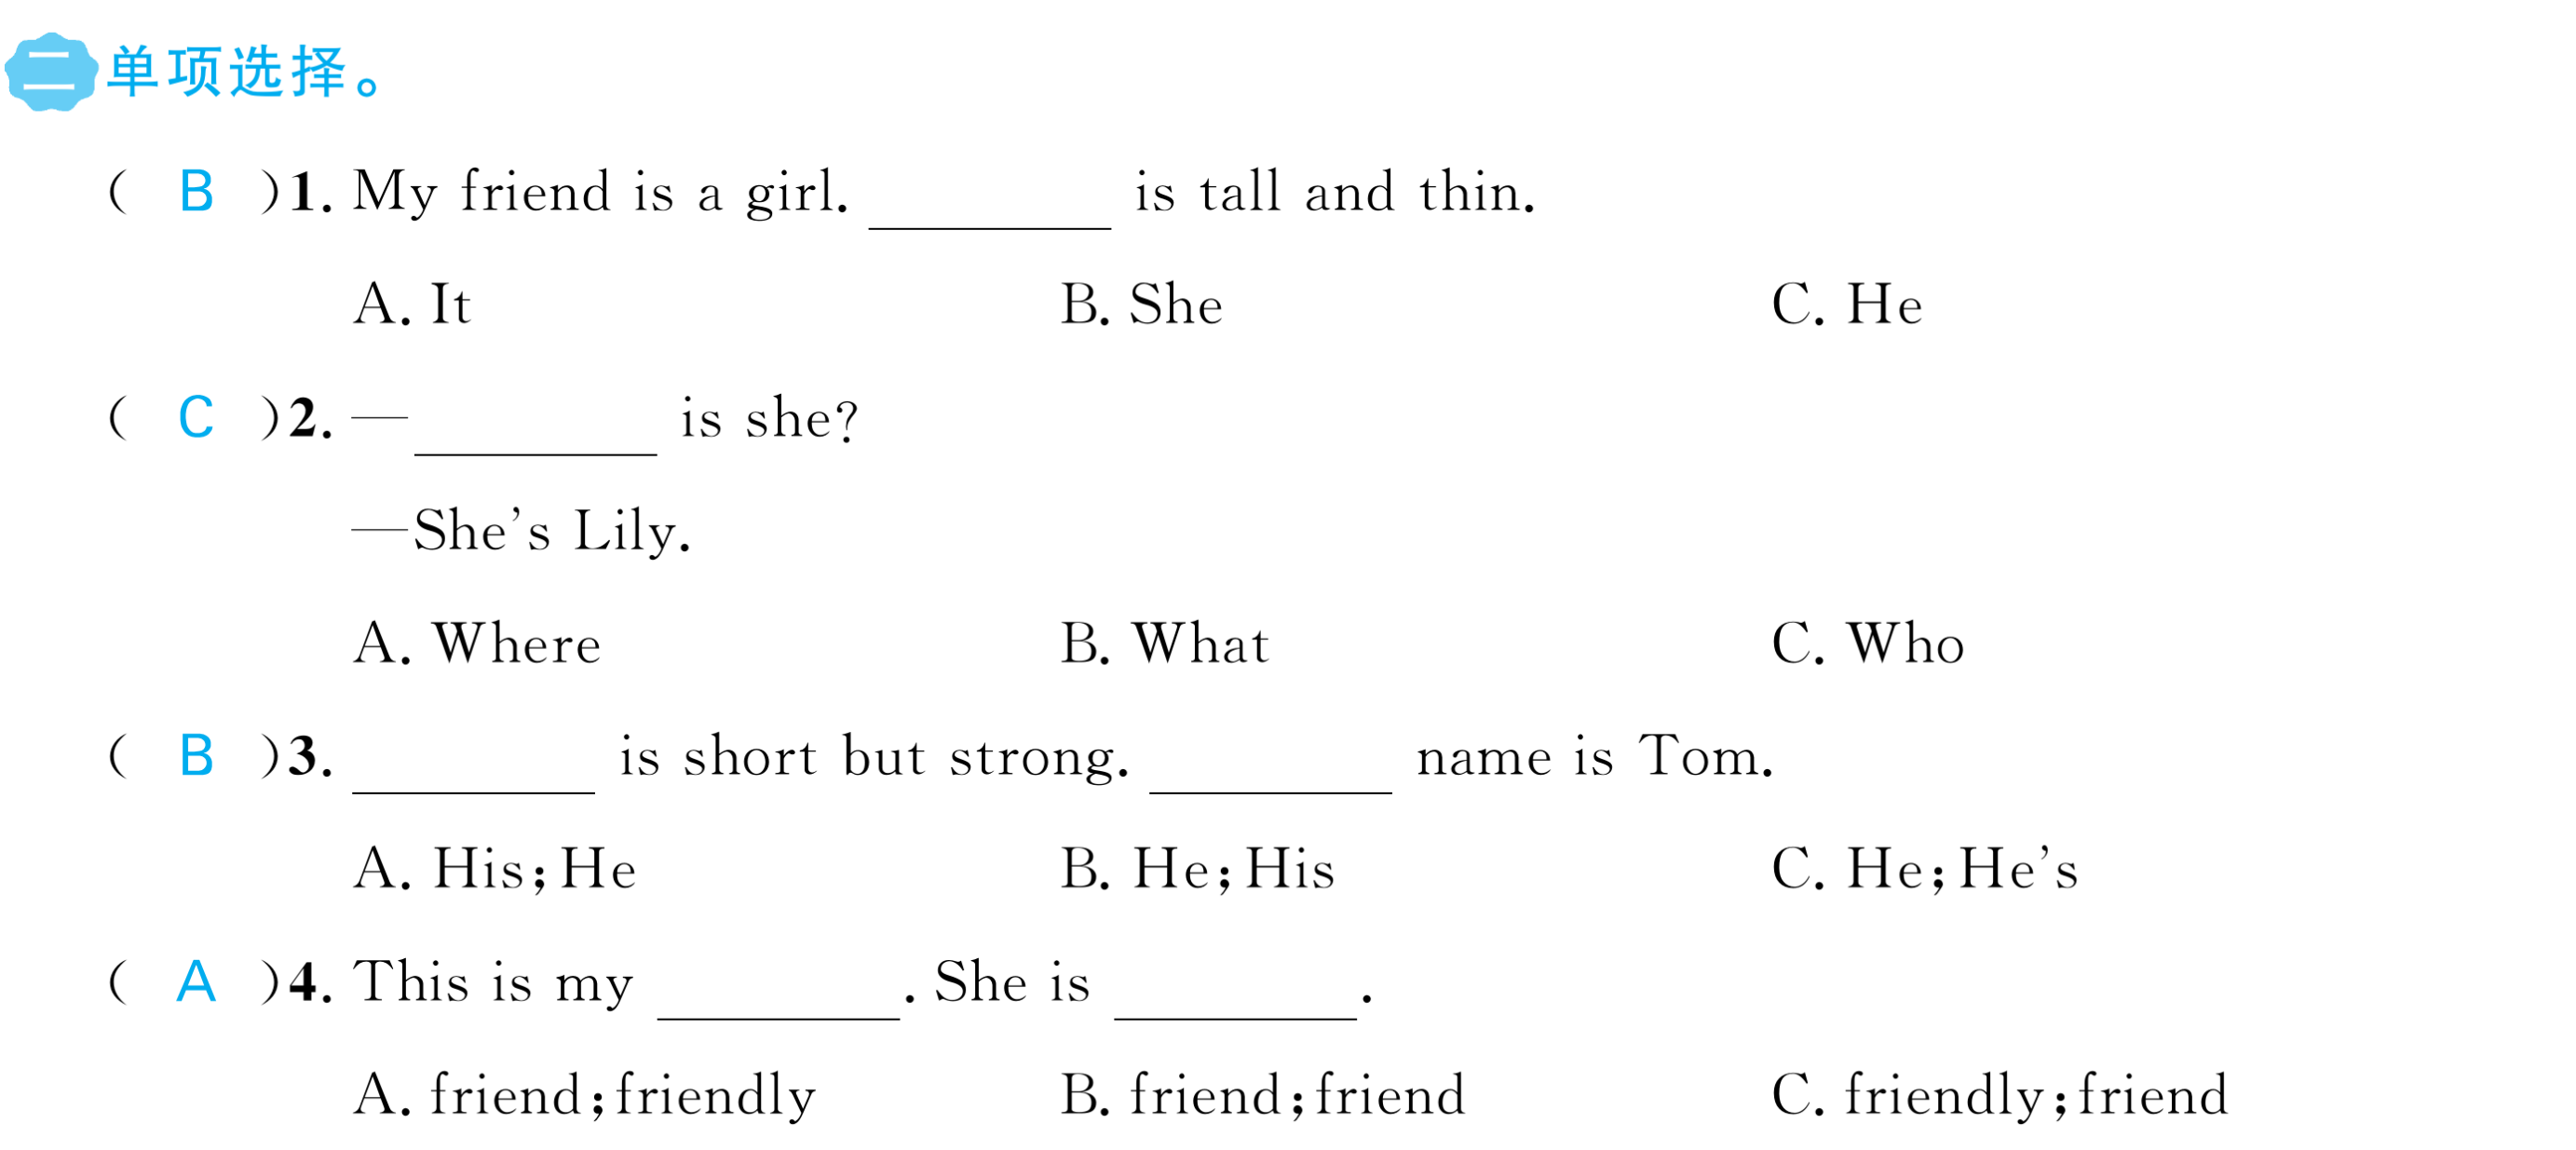 二 单项选择。
( B )1. My friend is a girl. ________ is tall and thin.
A. It B. She C. He
( C )2. —________ is she?
—She's Lily.
A. Where B. What C. Who
( B )3. ________ is short but strong. ________ name is Tom.
A. His;He B. He;His C. He;He's
( A )4. This is my ________. She is ________.
A. friend;friendly B. friend;friend C. friendly;friend